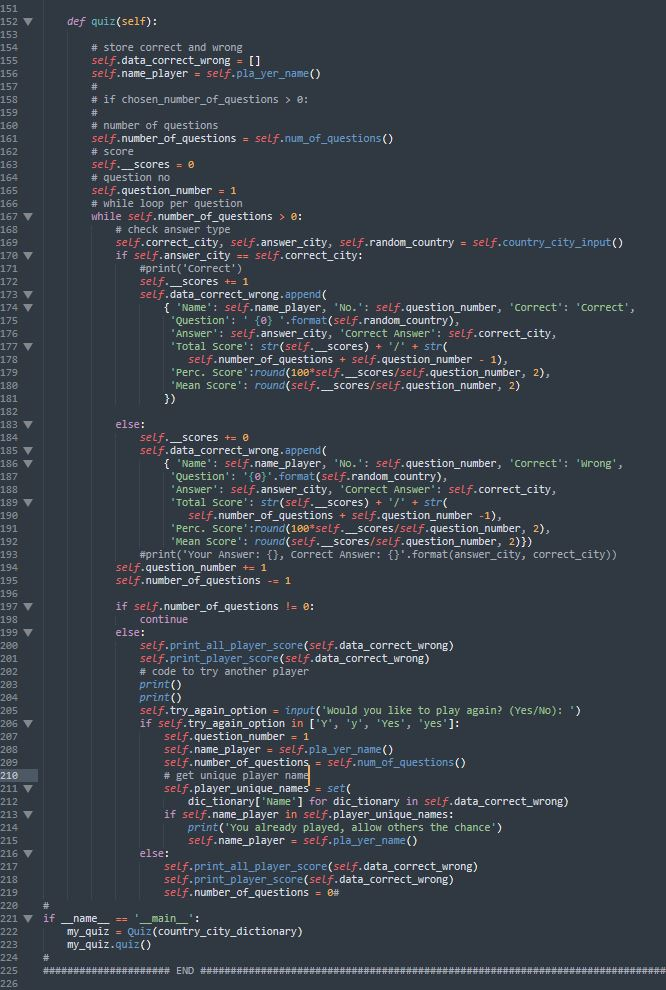 151
152 def quiz(self):
153
154 # store correct and wrong
155 self.data_correct_wrong = []
156 self.name_player = self.pla_yer_name()
157 #
158 # if chosen_number_of_questions > 0:
159 #
160 # number of questions
161 self.number_of_questions = self.num_of_questions()
162 # score
163 self.__scores = 0
164 # question no
165 self.question_number = 1
166 # while loop per question
167 while self.number_of_questions > 0:
168 # check answer type
169 self.correct_city, self.answer_city, self.random_country = self.country_city_input()
170 if self.answer_city == self.correct_city:
171 #print('Correct')
172 self.__scores += 1
173 self.data_correct_wrong.append(
174 { 'Name': self.name_player, 'No.': self.question_number, 'Correct': 'Correct',
175 'Question': ' {0} '.format(self.random_country),
176 'Answer': self.answer_city, 'Correct Answer': self.correct_city,
177 'Total Score': str(self.__scores) + '/' + str(
178 self.number_of_questions + self.question_number - 1),
179 'Perc. Score':round(100*self.__scores/self.question_number, 2),
180 'Mean Score': round(self.__scores/self.question_number, 2)
181 })
182
183 else:
184 self.__scores += 0
185 self.data_correct_wrong.append(
186 { 'Name': self.name_player, 'No.': self.question_number, 'Correct': 'Wrong',
187 'Question': '{0}'.format(self.random_country),
188 'Answer': self.answer_city, 'Correct Answer': self.correct_city,
189 'Total Score': str(self.__scores) + '/' + str(
190 self.number_of_questions + self.question_number -1),
191 'Perc. Score':round(100*self.__scores/self.question_number, 2),
192 'Mean Score': round(self.__scores/self.question_number, 2)})
193 #print('Your Answer: {}, Correct Answer: {}'.format(answer_city, correct_city))
194 self.question_number += 1
195 self.number_of_questions -= 1
196
197 if self.number_of_questions != 0:
198 continue
199 else:
200 self.print_all_player_score(self.data_correct_wrong)
201 self.print_player_score(self.data_correct_wrong)
202 # code to try another player
203 print()
204 print()
205 self.try_again_option = input('Would you like to play again? (Yes/No): ')
206 if self.try_again_option in ['Y', 'y', 'Yes', 'yes']:
207 self.question_number = 1
208 self.name_player = self.pla_yer_name()
209 self.number_of_questions = self.num_of_questions()
210 # get unique player name
211 self.player_unique_names = set(
212 dic_tionary['Name'] for dic_tionary in self.data_correct_wrong)
213 if self.name_player in self.player_unique_names:
214 print('You already played, allow others the chance')
215 self.name_player = self.pla_yer_name()
216 else:
217 self.print_all_player_score(self.data_correct_wrong)
218 self.print_player_score(self.data_correct_wrong)
219 self.number_of_questions = 0#
220 #
221 if __name__ == '__main__':
222 my_quiz = Quiz(country_city_dictionary)
223 my_quiz.quiz()
224 #
225 ##################### END #############################################################################
226